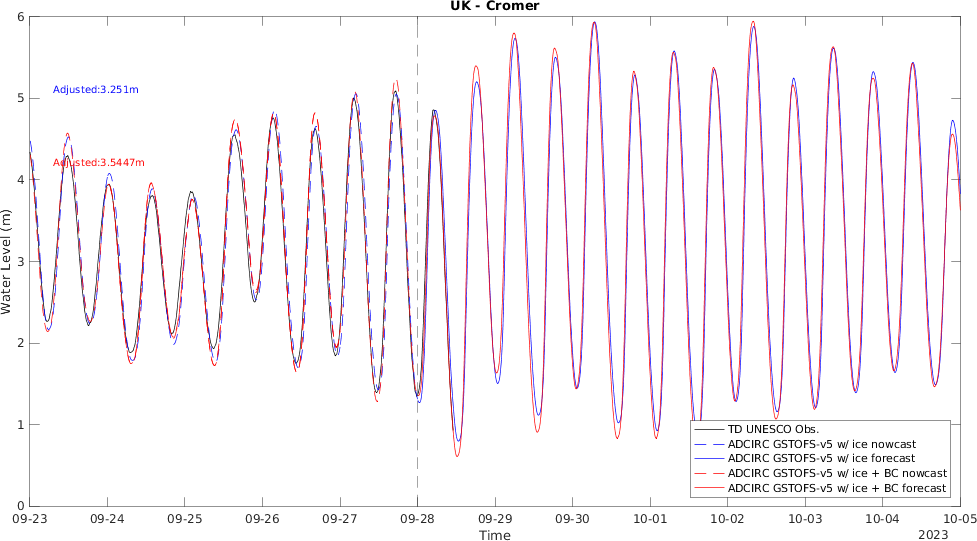 UK - Cromer
6
5
4
3
2
1
0
Water Level (m)
Adjusted:3.251m
Adjusted:3.5447m
TD UNESCO Obs.
ADCIRC GSTOFS-v5 w/ ice nowcast
ADCIRC GSTOFS-v5 w/ ice forecast
ADCIRC GSTOFS-v5 w/ ice + BC nowcast
ADCIRC GSTOFS-v5 w/ ice + BC forecast
09-23 09-24 09-25 09-26 09-27 09-28 09-29 09-30 10-01 10-02 10-03 10-04 10-05
Time
2023